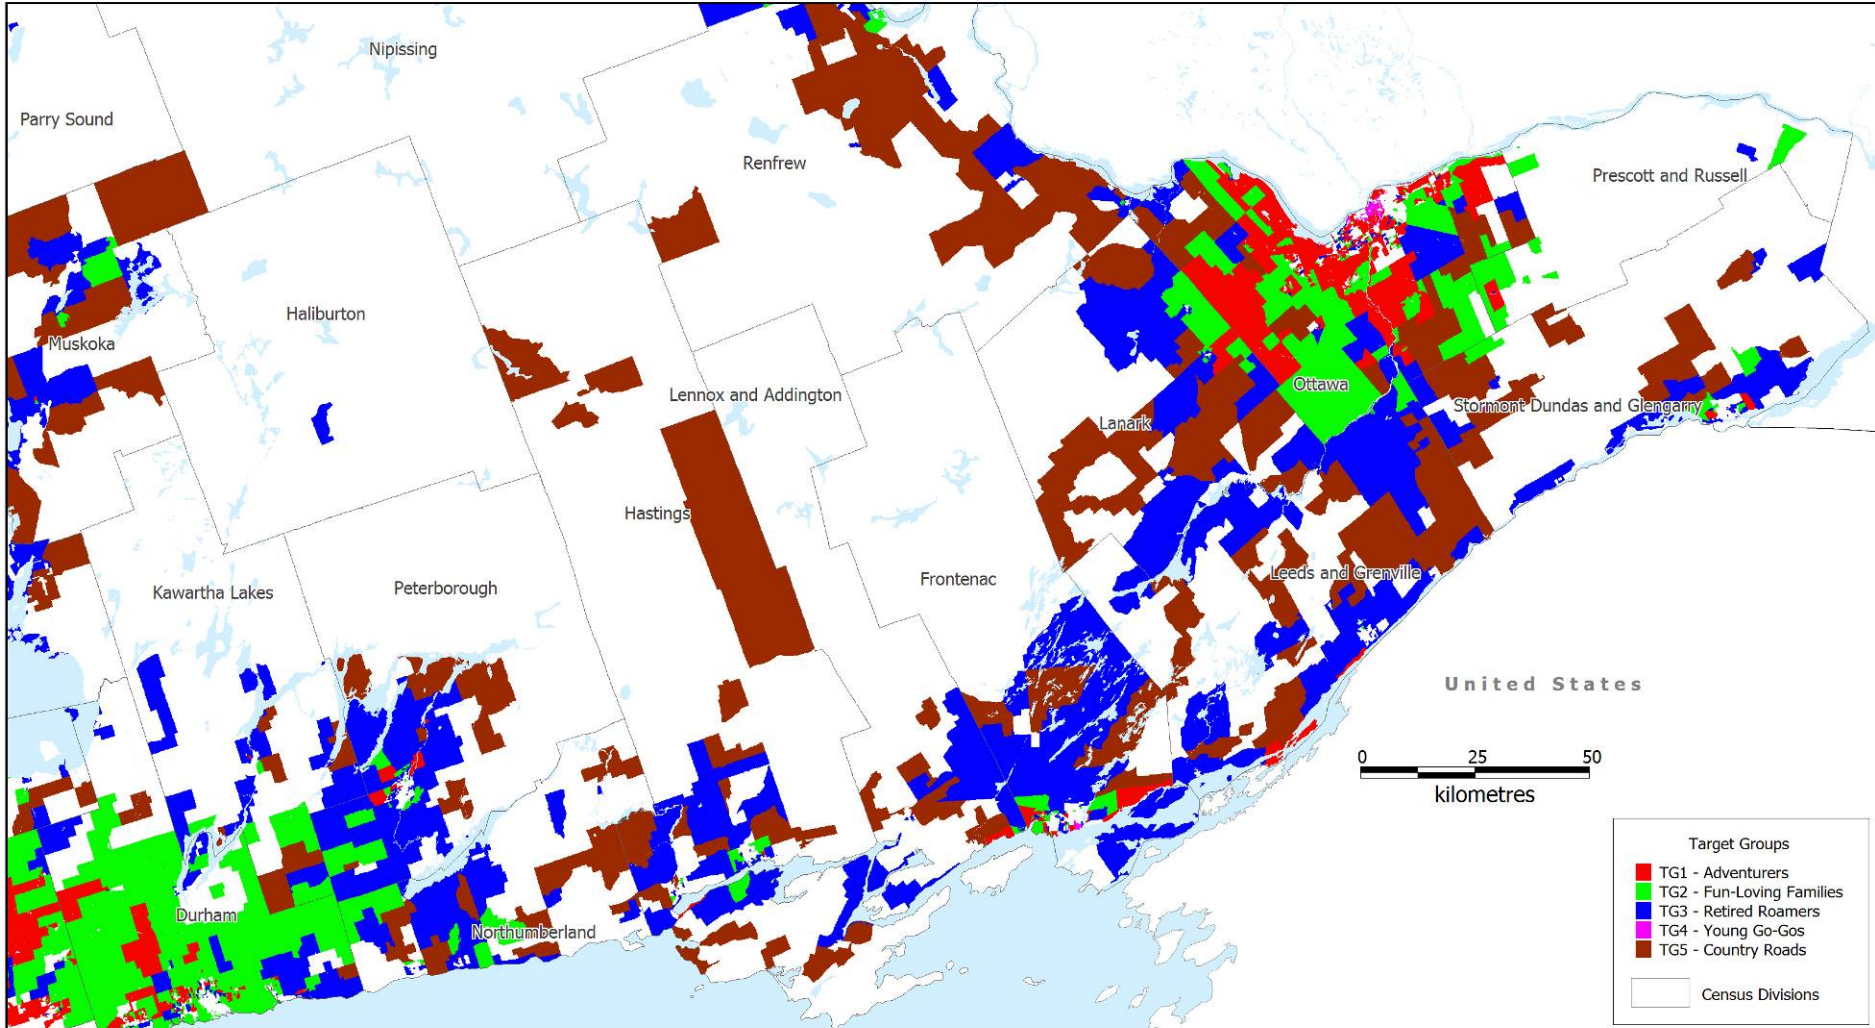 Nipissing
Parry Sound
Renfrew
Prescott and Russell
Haliburton
Muskoka
Ottawa
Lennox and Addington
Stormont Dundas and Glengarry
Lanark
Hastings
Leeds and Grenville
Frontenac
Peterborough
Kawartha Lakes
United States
0 25 50
kilometres
Durham
Northumberland
Target Groups
TG1 - Adventurers
TG2 - Fun-Loving Families
TG3 - Retired Roamers
TG4 - Young Go-Gos
TG5 - Country Roads
Census Divisions